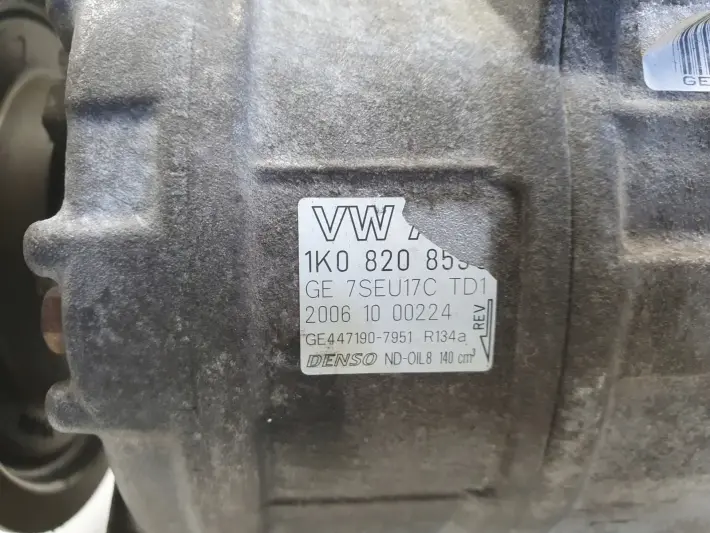 VW
1K0 820 859
GE 7SEU17C TD1
2006 10 00224
GE447190-7951 R134a
DENSO ND-OIL8 140 cm³
REV
GE